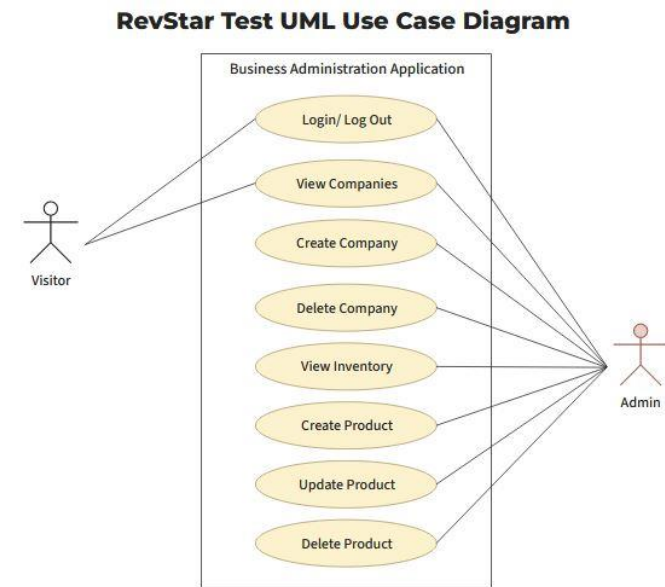 RevStar Test UML Use Case Diagram
Business Administration Application
Login/ Log Out
View Companies
Create Company
Visitor
Delete Company
View Inventory
Admin
Create Product
Update Product
Delete Product